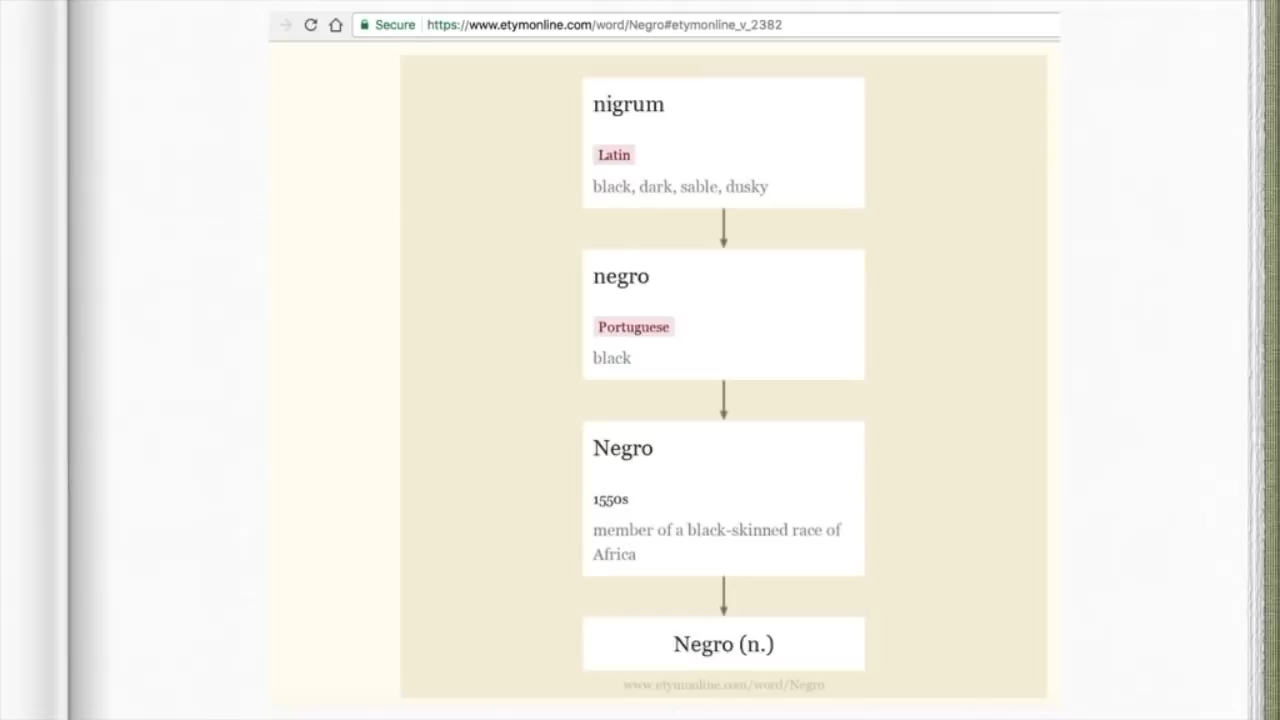 Secure https://www.etymonline.com/word/Negro#etymonline_v_2382
nigrum
Latin
black, dark, sable, dusky
negro
Portuguese
black
Negro
1550s
member of a black-skinned race of
Africa
Negro (n.)
www.etymonline.com/word/Negro